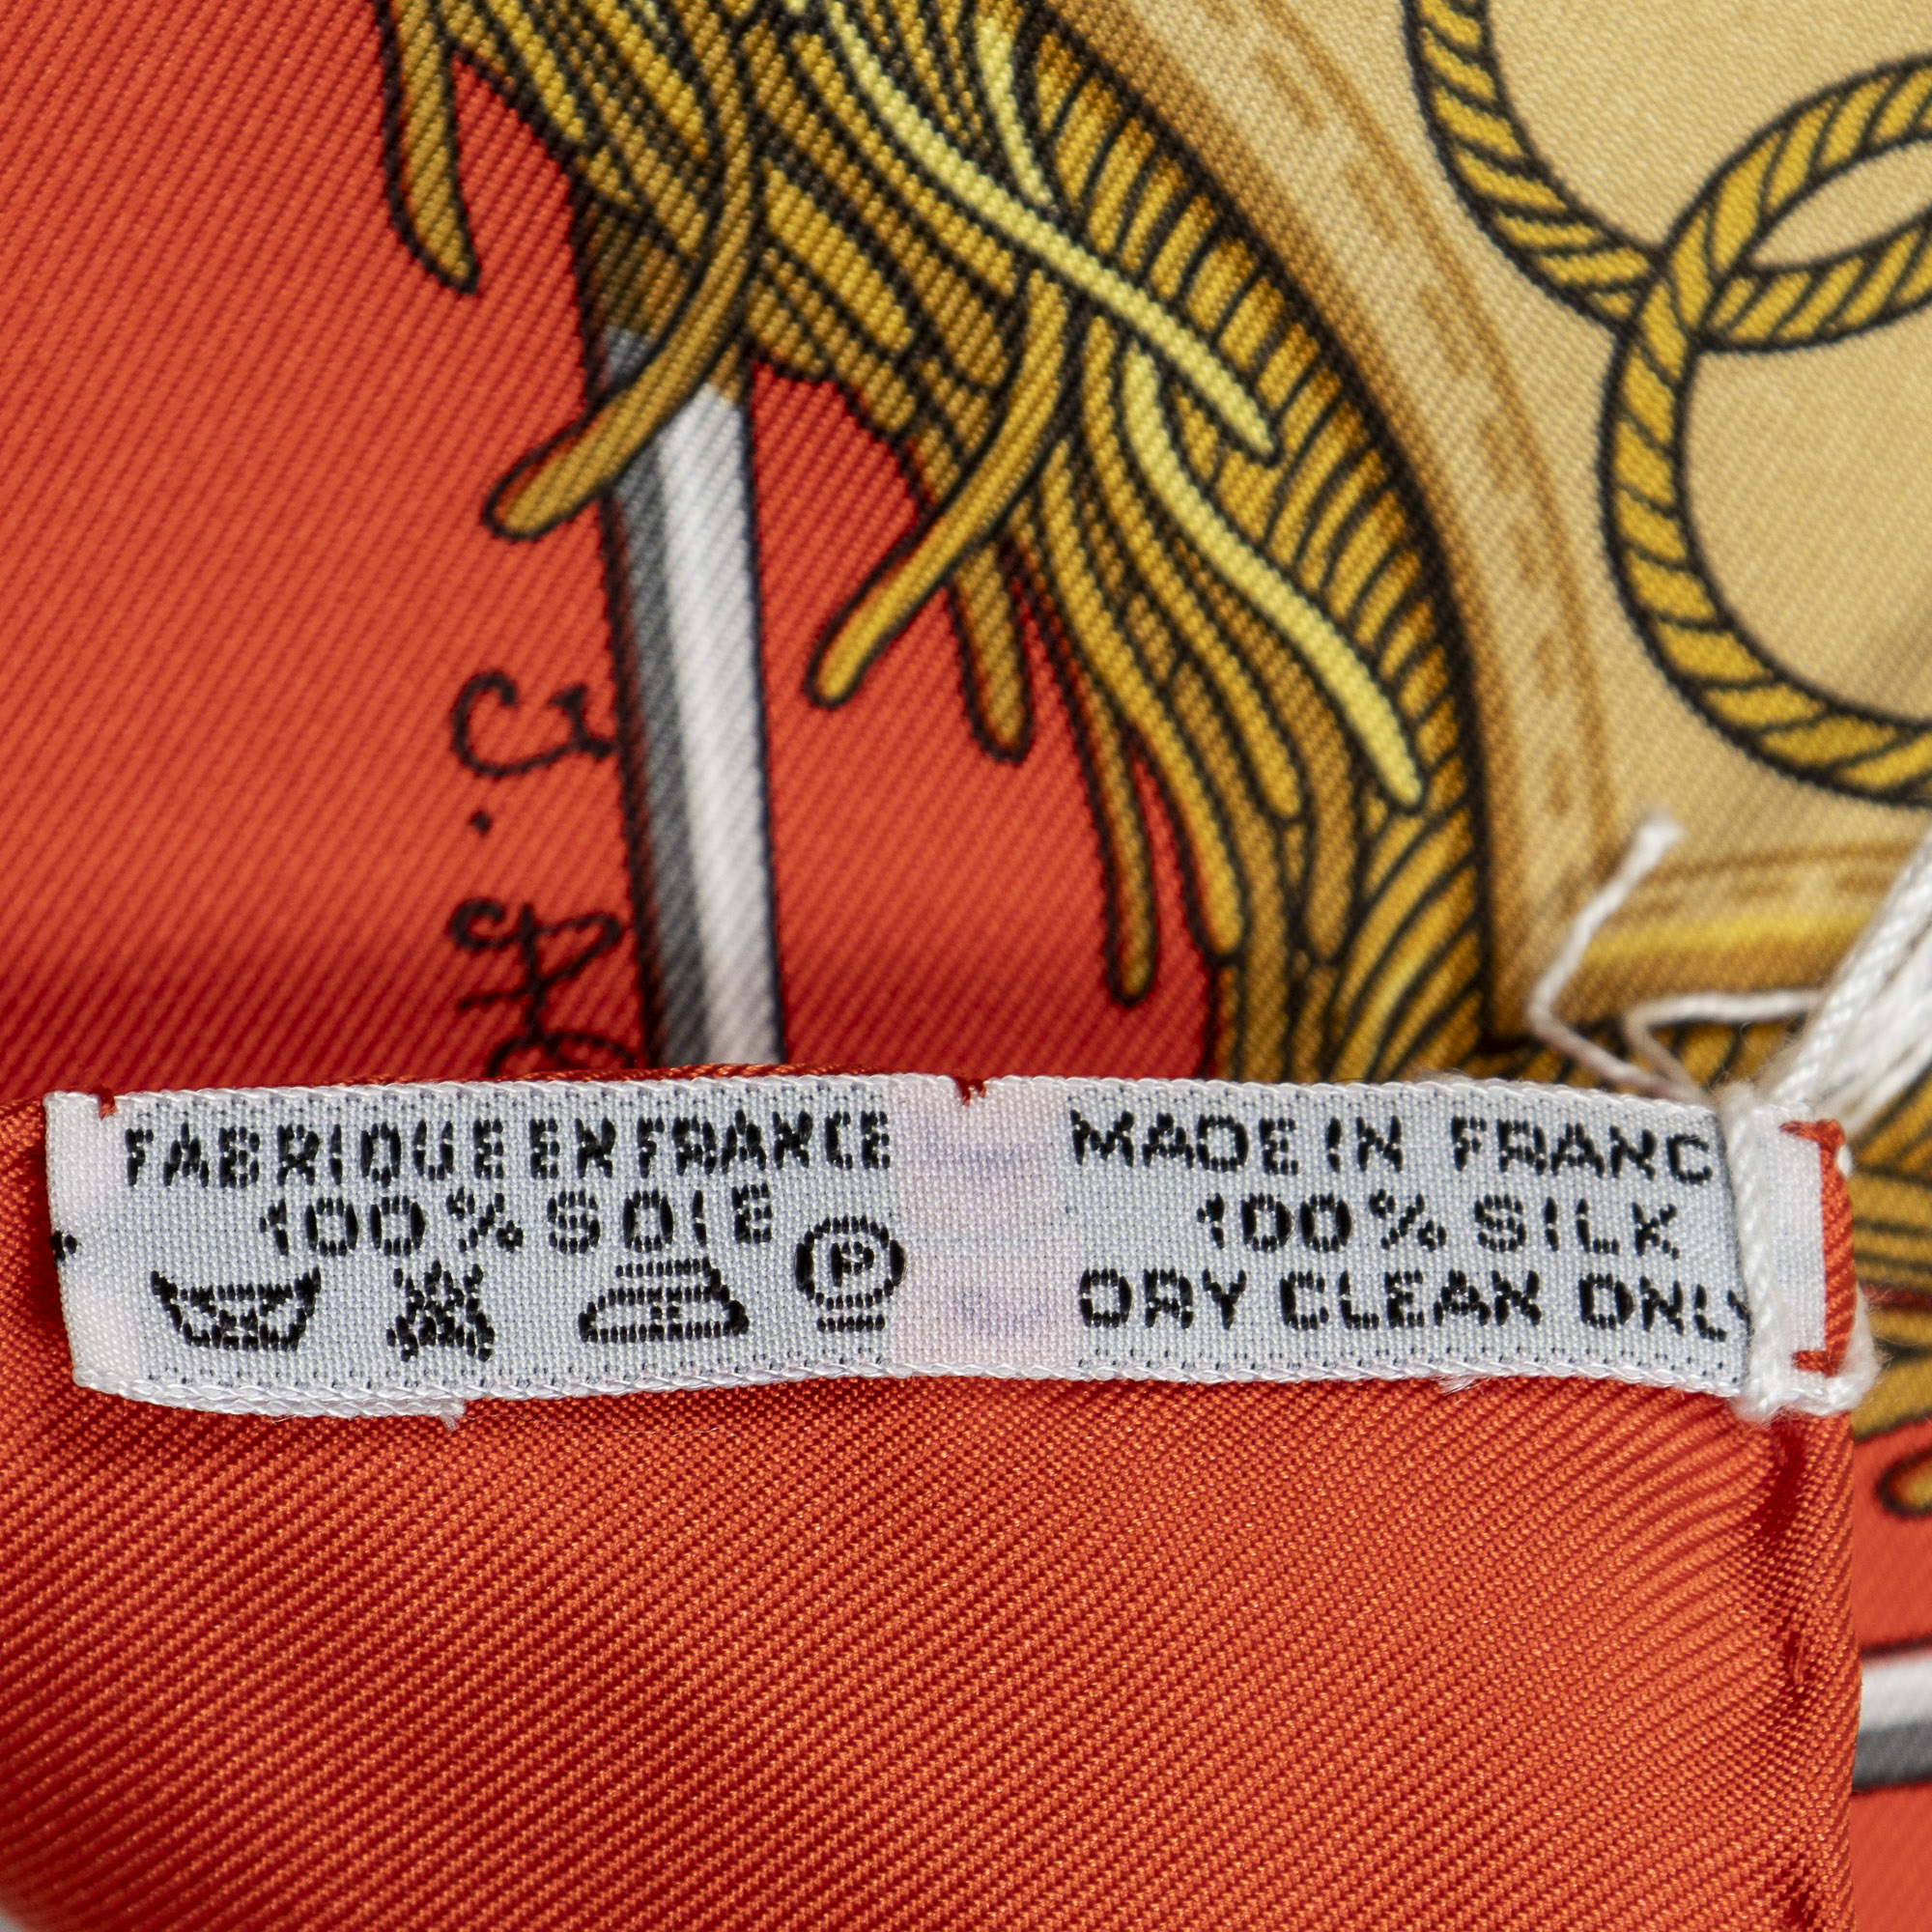 FABRIQUE EN FRANCE
100% SOIE
P
MADE IN FRANC
100% SILK
DRY CLEAN ONLY